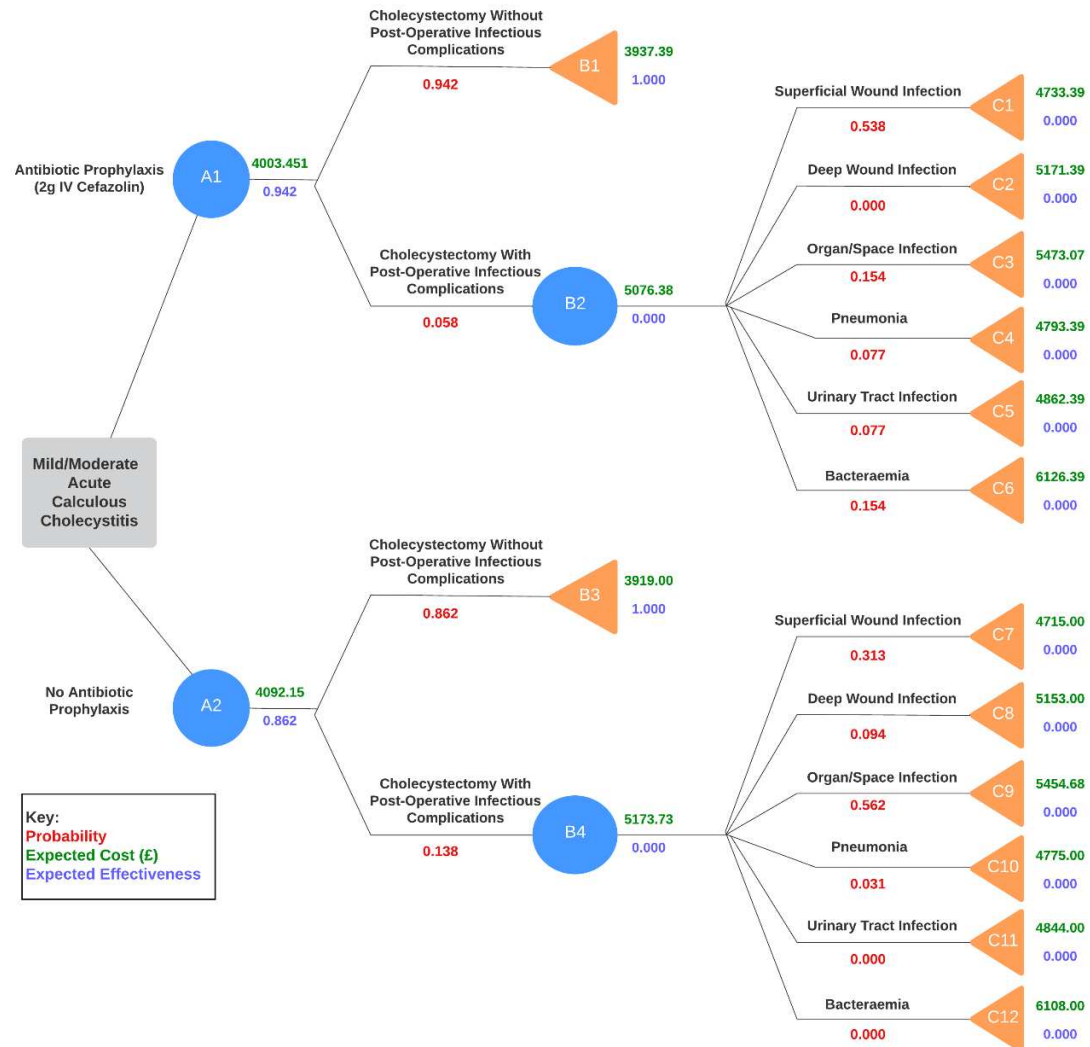 Cholecystectomy Without
Post-Operative Infectious
Complications
0.942
B1
3937.39
1.000
Antibiotic Prophylaxis
(2g IV Cefazolin)
A1
4003.451
0.942
Cholecystectomy With
Post-Operative Infectious
Complications
0.058
B2
5076.38
0.000
Superficial Wound Infection
0.538
C1
4733.39
0.000
Deep Wound Infection
0.000
C2
5171.39
0.000
Organ/Space Infection
0.154
C3
5473.07
0.000
Pneumonia
0.077
C4
4793.39
0.000
Urinary Tract Infection
0.077
C5
4862.39
0.000
Bacteraemia
0.154
C6
6126.39
0.000
Mild/Moderate
Acute
Calculous
Cholecystitis
Cholecystectomy Without
Post-Operative Infectious
Complications
0.862
B3
3919.00
1.000
No Antibiotic
Prophylaxis
A2
4092.15
0.862
Cholecystectomy With
Post-Operative Infectious
Complications
0.138
B4
5173.73
0.000
Superficial Wound Infection
0.313
C7
4715.00
0.000
Deep Wound Infection
0.094
C8
5153.00
0.000
Organ/Space Infection
0.562
C9
5454.68
0.000
Pneumonia
0.031
C10
4775.00
0.000
Urinary Tract Infection
0.000
C11
4844.00
0.000
Bacteraemia
0.000
C12
6108.00
0.000
Key:
Probability
Expected Cost (£)
Expected Effectiveness